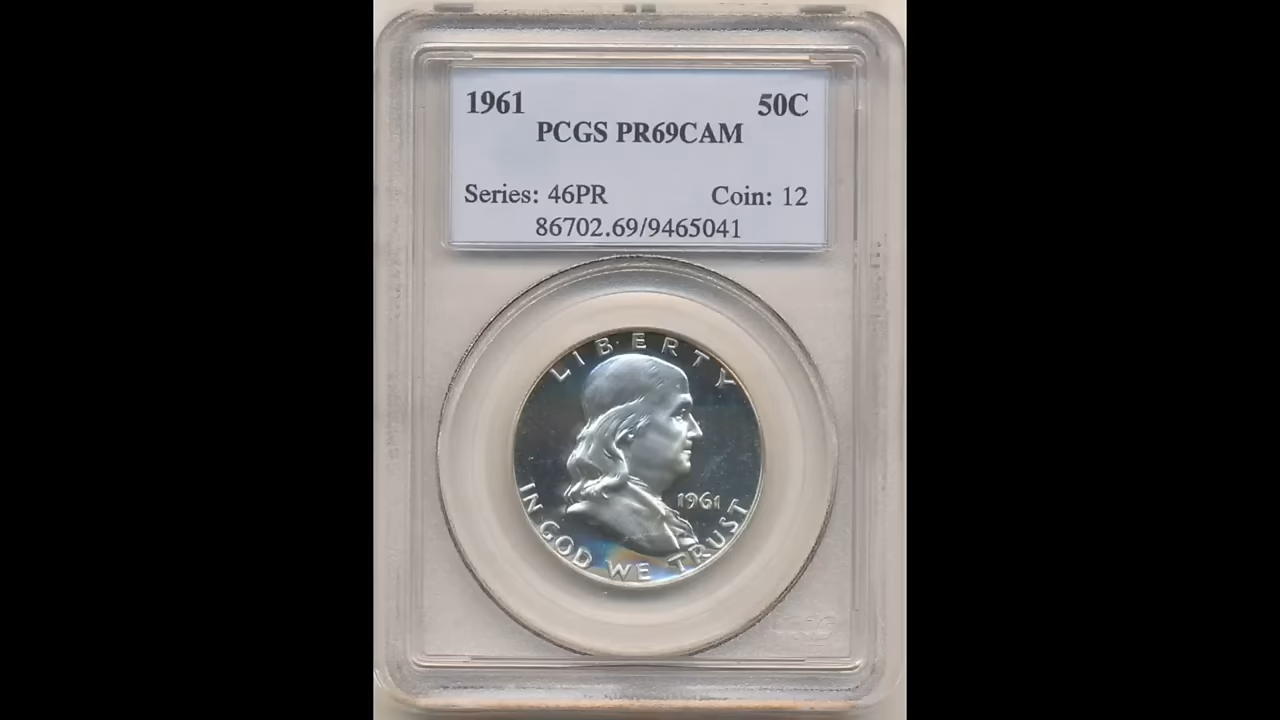 1961 50C
PCGS PR69CAM
Series: 46PR Coin: 12
86702.69/9465041
LIBERTY
1961
IN GOD WE TRUST